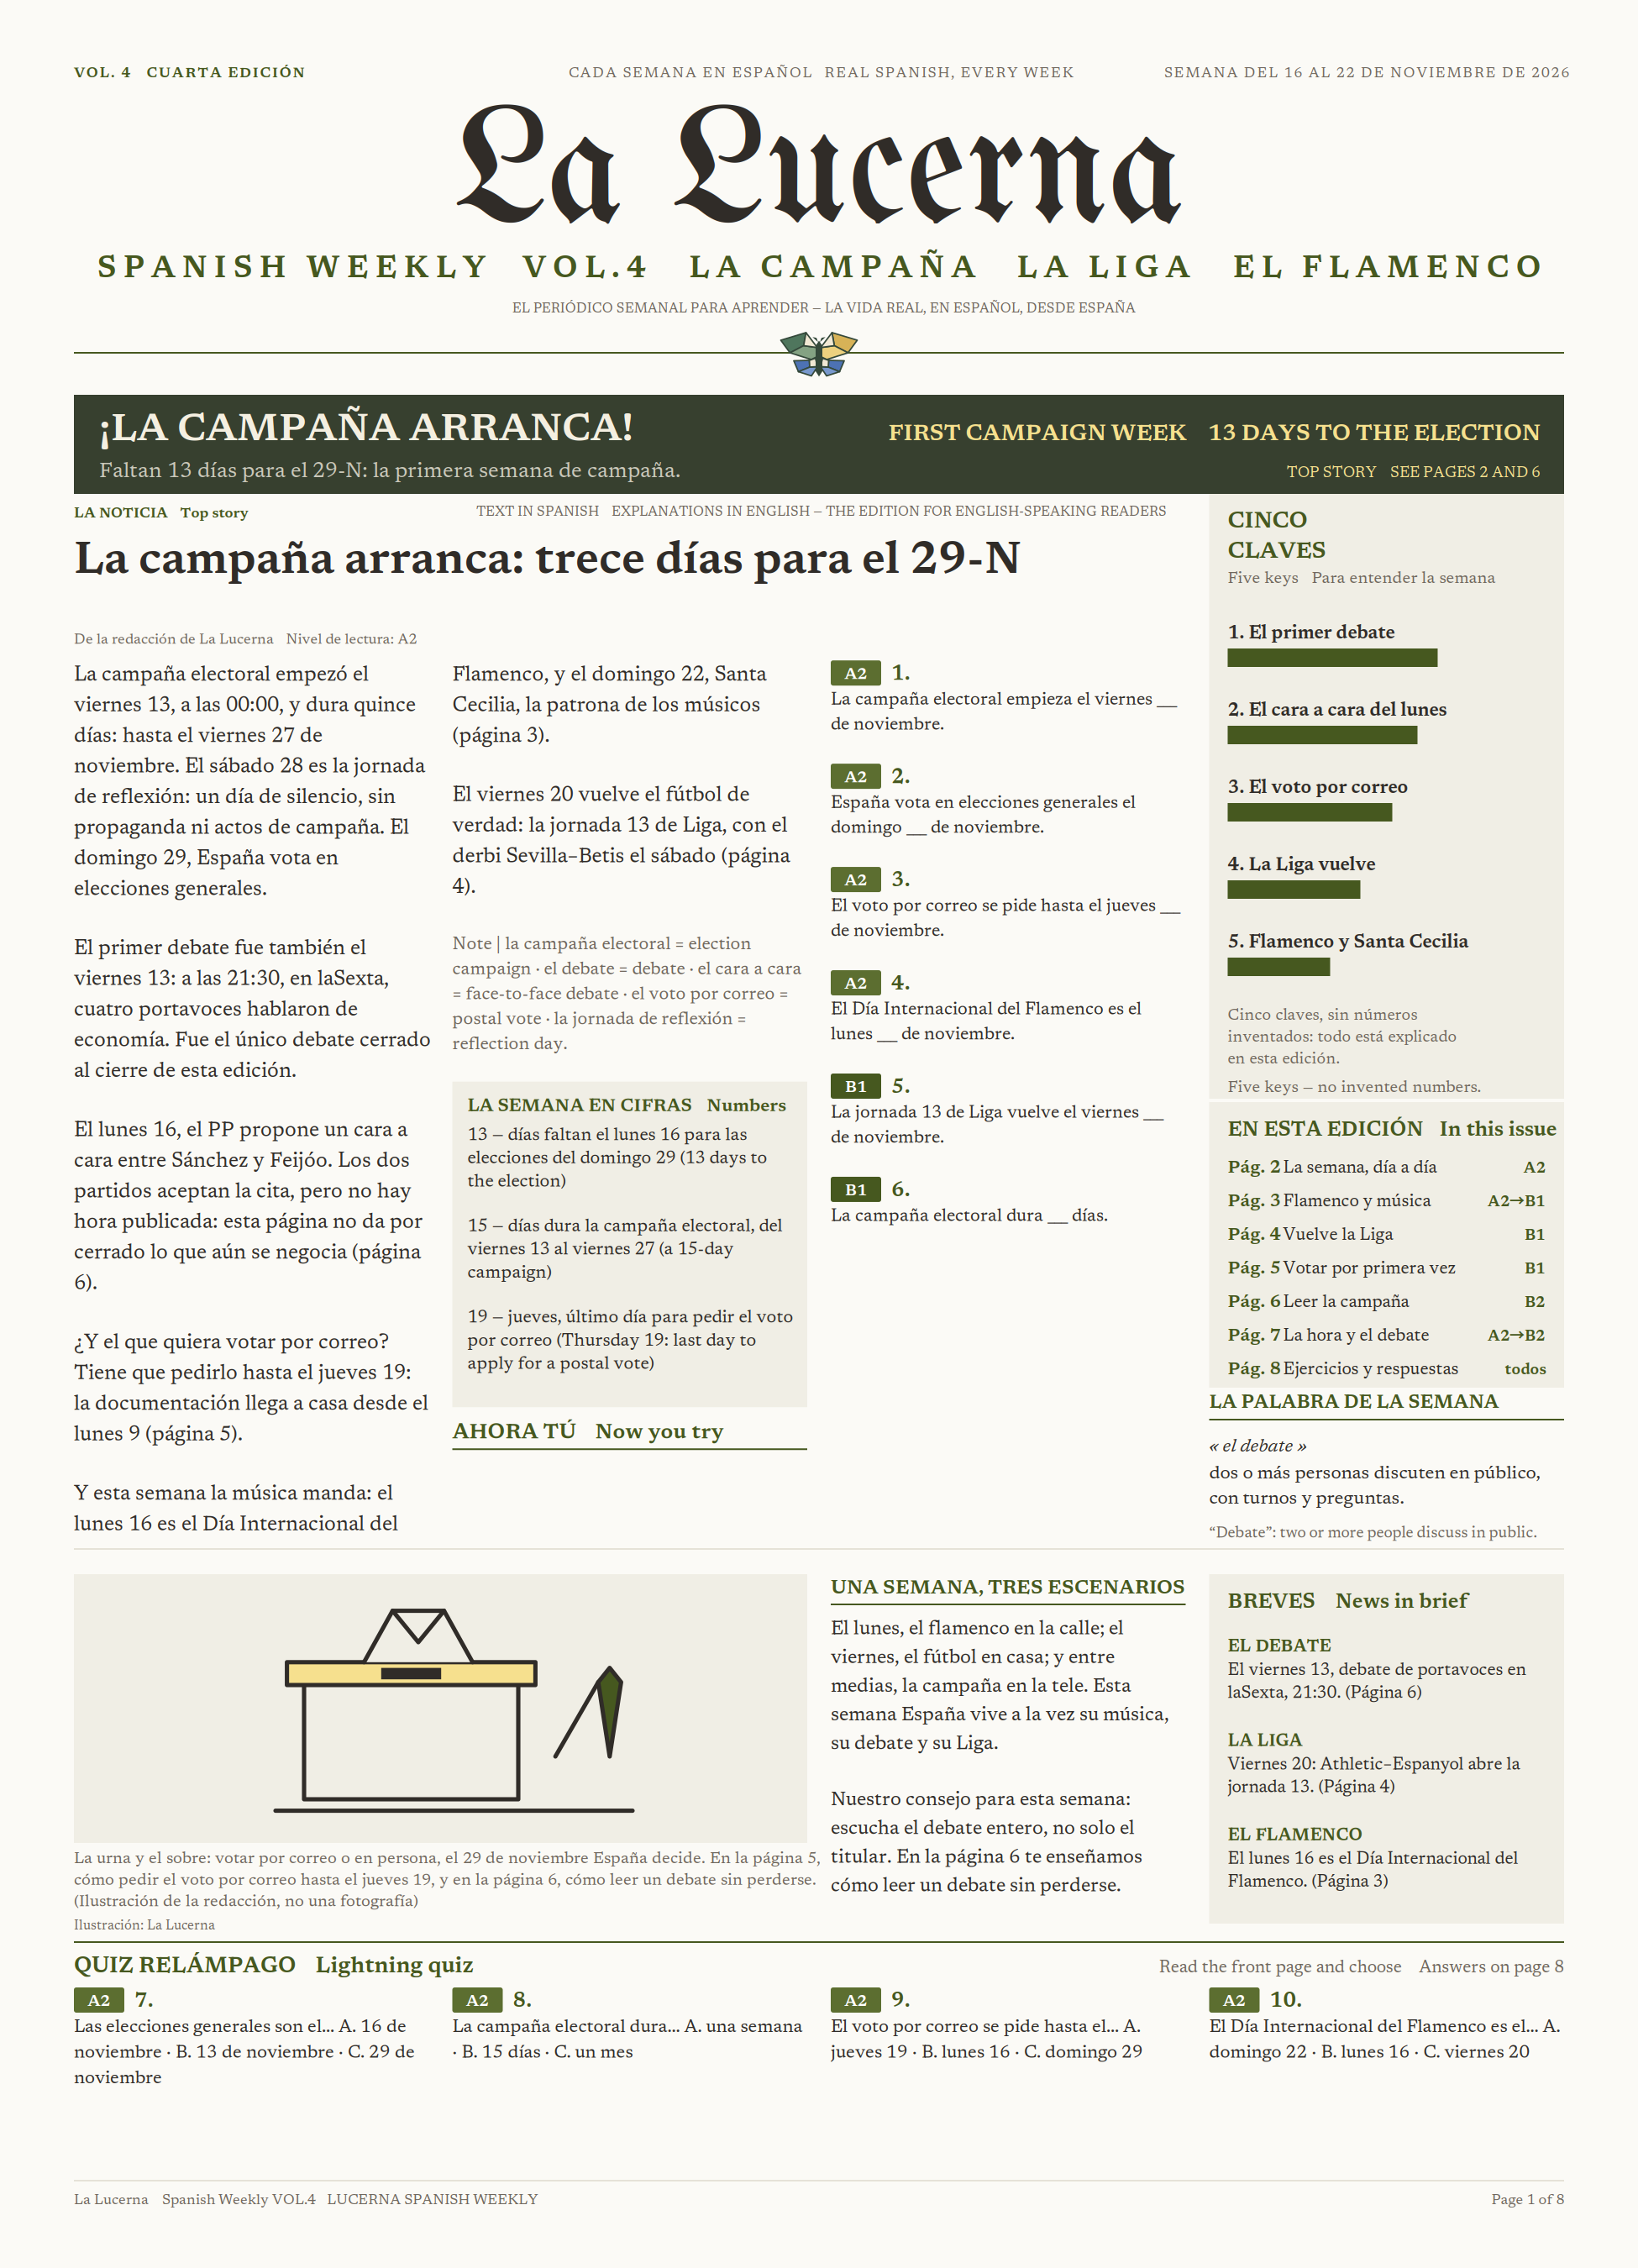 VOL. 4 CUARTA EDICIÓN
CADA SEMANA EN ESPAÑOL REAL SPANISH, EVERY WEEK
SEMANA DEL 16 AL 22 DE NOVIEMBRE DE 2026
La Lucerna
SPANISH WEEKLY VOL.4 LA CAMPAÑA LA LIGA EL FLAMENCO
EL PERIÓDICO SEMANAL PARA APRENDER – LA VIDA REAL, EN ESPAÑOL, DESDE ESPAÑA
¡LA CAMPAÑA ARRANCA!
Faltan 13 días para el 29-N: la primera semana de campaña.
FIRST CAMPAIGN WEEK 13 DAYS TO THE ELECTION
TOP STORY SEE PAGES 2 AND 6
LA NOTICIA Top story
TEXT IN SPANISH EXPLANATIONS IN ENGLISH – THE EDITION FOR ENGLISH-SPEAKING READERS
La campaña arranca: trece días para el 29-N
De la redacción de La Lucerna Nivel de lectura: A2
La campaña electoral empezó el
viernes 13, a las 00:00, y dura quince
días: hasta el viernes 27 de
noviembre. El sábado 28 es la jornada
de reflexión: un día de silencio, sin
propaganda ni actos de campaña. El
domingo 29, España vota en
elecciones generales.
El primer debate fue también el
viernes 13: a las 21:30, en laSexta,
cuatro portavoces hablaron de
economía. Fue el único debate cerrado
al cierre de esta edición.
El lunes 16, el PP propone un cara a
cara entre Sánchez y Feijóo. Los dos
partidos aceptan la cita, pero no hay
hora publicada: esta página no da por
cerrado lo que aún se negocia (página
6).
¿Y el que quiera votar por correo?
Tiene que pedirlo hasta el jueves 19:
la documentación llega a casa desde el
lunes 9 (página 5).
Y esta semana la música manda: el
lunes 16 es el Día Internacional del
Flamenco, y el domingo 22, Santa
Cecilia, la patrona de los músicos
(página 3).
El viernes 20 vuelve el fútbol de
verdad: la jornada 13 de Liga, con el
derbi Sevilla–Betis el sábado (página
4).
Note | la campaña electoral = election
campaign · el debate = debate · el cara a cara
= face-to-face debate · el voto por correo =
postal vote · la jornada de reflexión =
reflection day.
LA SEMANA EN CIFRAS Numbers
13 – días faltan el lunes 16 para las
elecciones del domingo 29 (13 days to
the election)
15 – días dura la campaña electoral, del
viernes 13 al viernes 27 (a 15-day
campaign)
19 – jueves, último día para pedir el voto
por correo (Thursday 19: last day to
apply for a postal vote)
AHORA TÚ Now you try
A2 1.
La campaña electoral empieza el viernes __
de noviembre.
A2 2.
España vota en elecciones generales el
domingo __ de noviembre.
A2 3.
El voto por correo se pide hasta el jueves __
de noviembre.
A2 4.
El Día Internacional del Flamenco es el
lunes __ de noviembre.
B1 5.
La jornada 13 de Liga vuelve el viernes __
de noviembre.
B1 6.
La campaña electoral dura __ días.
CINCO
CLAVES
Five keys Para entender la semana
1. El primer debate
2. El cara a cara del lunes
3. El voto por correo
4. La Liga vuelve
5. Flamenco y Santa Cecilia
Cinco claves, sin números
inventados: todo está explicado
en esta edición.
Five keys – no invented numbers.
EN ESTA EDICIÓN In this issue
Pág. 2 La semana, día a día A2
Pág. 3 Flamenco y música A2→B1
Pág. 4 Vuelve la Liga B1
Pág. 5 Votar por primera vez B1
Pág. 6 Leer la campaña B2
Pág. 7 La hora y el debate A2→B2
Pág. 8 Ejercicios y respuestas todos
LA PALABRA DE LA SEMANA
« el debate »
dos o más personas discuten en público,
con turnos y preguntas.
“Debate”: two or more people discuss in public.
La urna y el sobre: votar por correo o en persona, el 29 de noviembre España decide. En la página 5,
cómo pedir el voto por correo hasta el jueves 19, y en la página 6, cómo leer un debate sin perderse.
(Ilustración de la redacción, no una fotografía)
Ilustración: La Lucerna
UNA SEMANA, TRES ESCENARIOS
El lunes, el flamenco en la calle; el
viernes, el fútbol en casa; y entre
medias, la campaña en la tele. Esta
semana España vive a la vez su música,
su debate y su Liga.
Nuestro consejo para esta semana:
escucha el debate entero, no solo el
titular. En la página 6 te enseñamos
cómo leer un debate sin perderse.
BREVES News in brief
EL DEBATE
El viernes 13, debate de portavoces en
laSexta, 21:30. (Página 6)
LA LIGA
Viernes 20: Athletic–Espanyol abre la
jornada 13. (Página 4)
EL FLAMENCO
El lunes 16 es el Día Internacional del
Flamenco. (Página 3)
QUIZ RELÁMPAGO Lightning quiz
Read the front page and choose Answers on page 8
A2 7.
Las elecciones generales son el... A. 16 de
noviembre · B. 13 de noviembre · C. 29 de
noviembre
A2 8.
La campaña electoral dura... A. una semana
· B. 15 días · C. un mes
A2 9.
El voto por correo se pide hasta el... A.
jueves 19 · B. lunes 16 · C. domingo 29
A2 10.
El Día Internacional del Flamenco es el... A.
domingo 22 · B. lunes 16 · C. viernes 20
La Lucerna Spanish Weekly VOL.4 LUCERNA SPANISH WEEKLY
Page 1 of 8